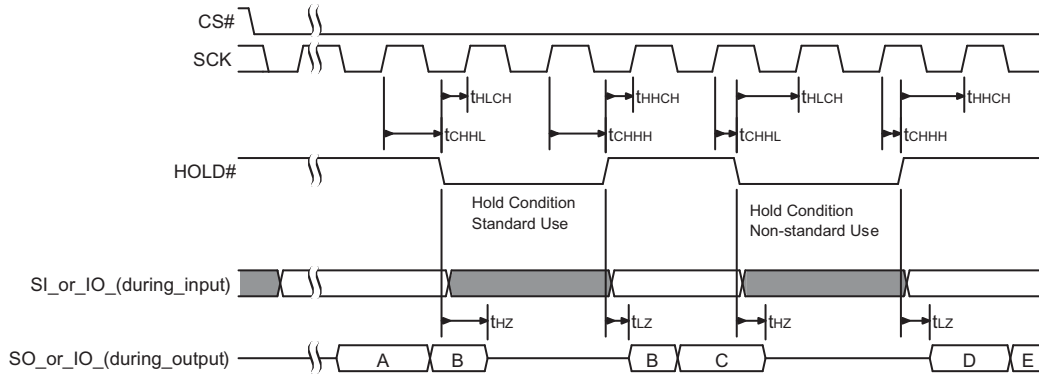 CS#
SCK
tHLCH
tHHCH
tHLCH
tHHCH
tCHHL
tCHHH
tCHHL
tCHHH
HOLD#
Hold Condition
Standard Use
Hold Condition
Non-standard Use
SI_or_IO_(during_input)
tHZ
tLZ
tHZ
tLZ
SO_or_IO_(during_output)
A
B
B
C
D
E